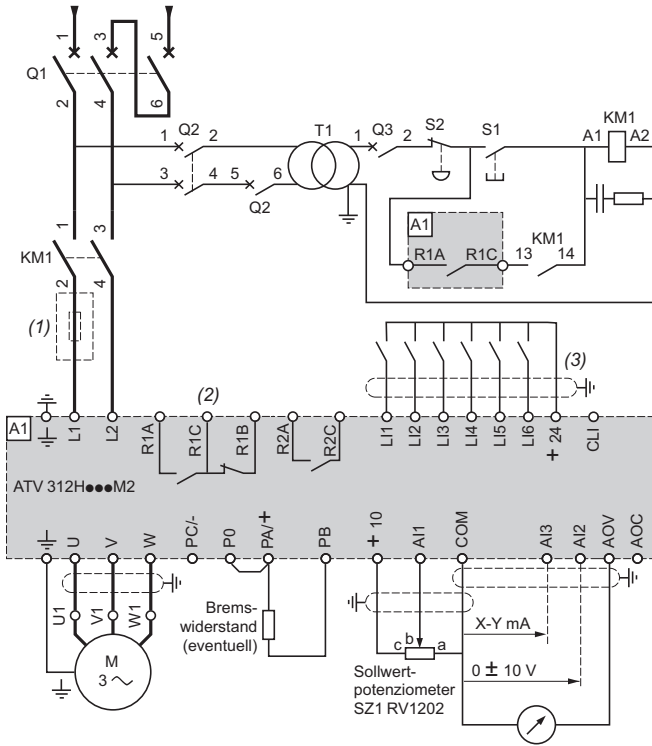 1
3
5
Q1
2
4
6
1 Q2 2
3 4 5 6
Q2
T1
1 Q3 2
S2
S1
KM1
A1 A2
A1
R1A R1C
13 KM1 14
1
3
KM1
2
4
(1)
(2)
(3)
A1
L1
L2
R1A
R1C
R1B
R2A
R2C
LI1
LI2
LI3
LI4
LI5
LI6
+ 24
CLI
ATV 312H●●●M2
U
V
W
PC/-
P0
PA/+
PB
+ 10
AI1
COM
AI3
AI2
AOV
AOC
U1
V1
W1
M
3 ~
Brems-
widerstand
(eventuell)
c b a
Sollwert-
potenziometer
SZ1 RV1202
X-Y mA
0 ± 10 V